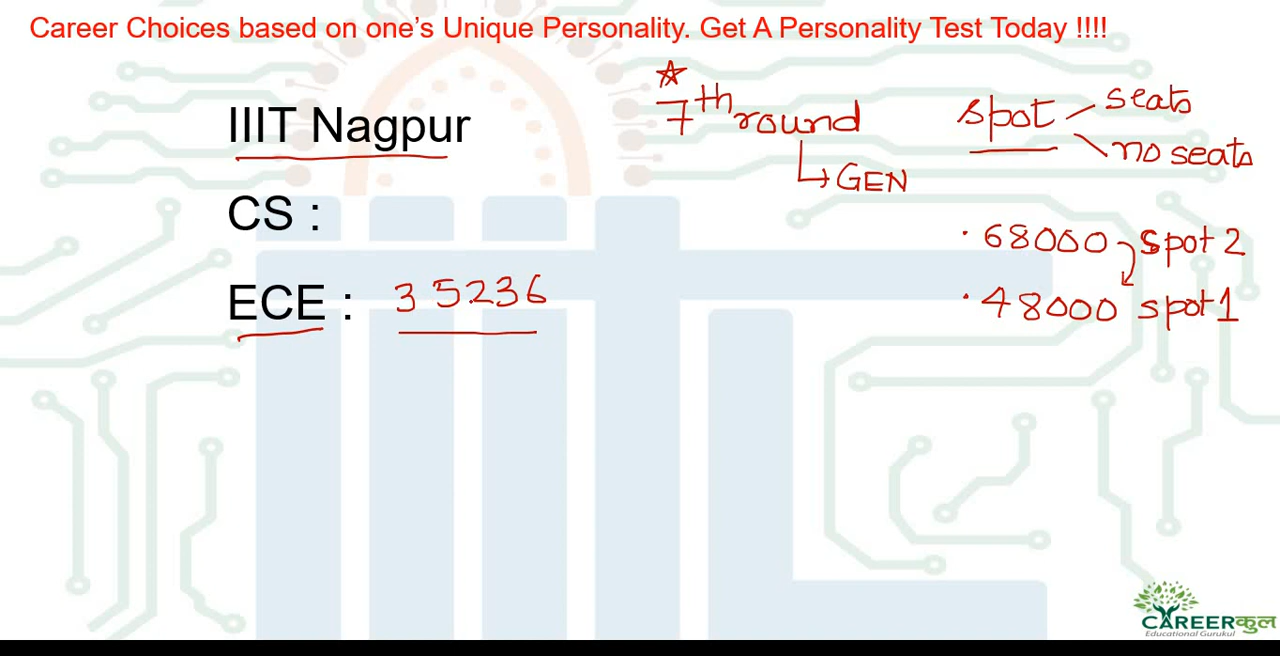 Career Choices based on one’s Unique Personality. Get A Personality Test Today !!!!
IIIT Nagpur
CS :
ECE : 35236
7th round
GEN
spot
seats
no seats
68000 Spot 2
48000 spot 1
CAREERकुल
Educational Gurukul